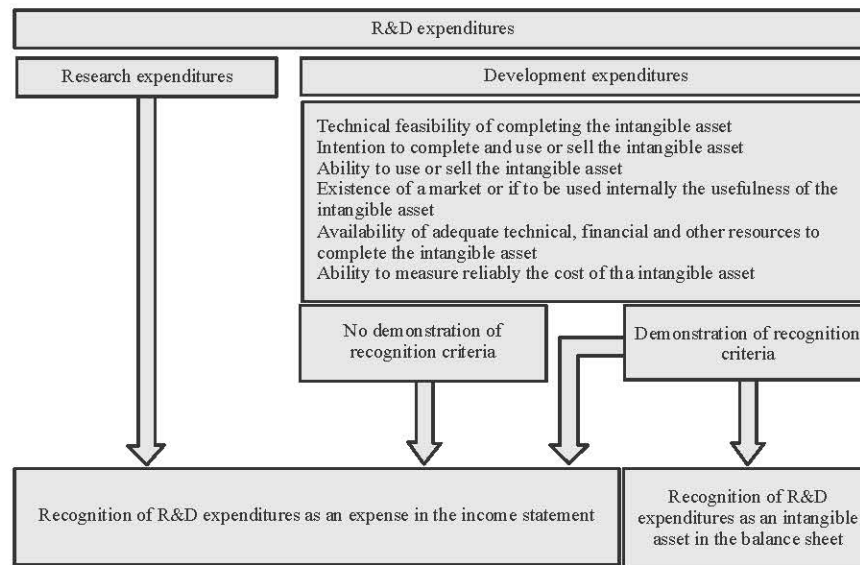 R&D expenditures
Research expenditures
Development expenditures
Technical feasibility of completing the intangible asset
Intention to complete and use or sell the intangible asset
Ability to use or sell the intangible asset
Existence of a market or if to be used internally the usefulness of the
intangible asset
Availability of adequate technical, financial and other resources to
complete the intangible asset
Ability to measure reliably the cost of tha intangible asset
No demonstration of
recognition criteria
Demonstration of recognition
criteria
Recognition of R&D expenditures as an expense in the income statement
Recognition of R&D
expenditures as an intangible
asset in the balance sheet